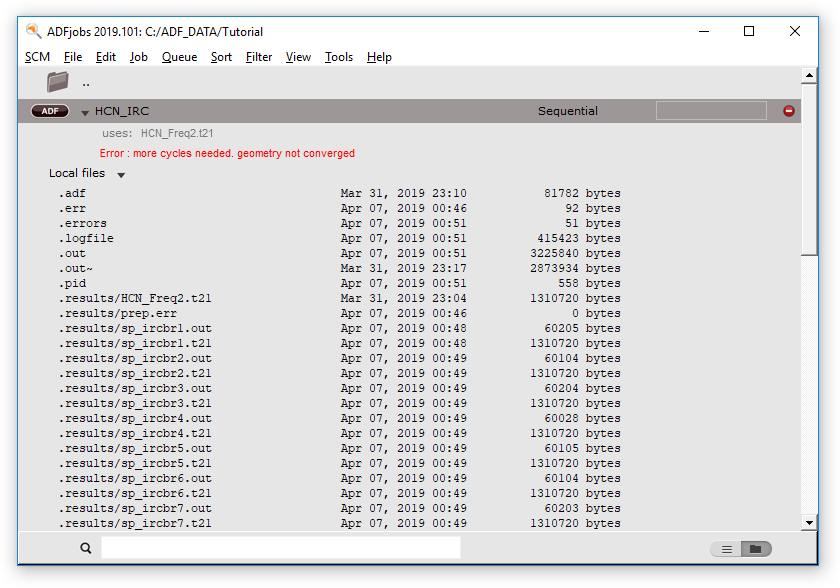 ADFjobs 2019.101: C:/ADF_DATA/Tutorial
SCM File Edit Job Queue Sort Filter View Tools Help
..
ADF HCN_IRC Sequential
uses: HCN_Freq2.t21
Error : more cycles needed. geometry not converged
Local files
.adf Mar 31, 2019 23:10 81782 bytes
.err Apr 07, 2019 00:46 92 bytes
.errors Apr 07, 2019 00:51 51 bytes
.logfile Apr 07, 2019 00:51 415423 bytes
.out Apr 07, 2019 00:51 3225840 bytes
.out~ Mar 31, 2019 23:17 2873934 bytes
.pid Apr 07, 2019 00:51 558 bytes
.results/HCN_Freq2.t21 Mar 31, 2019 23:04 1310720 bytes
.results/prep.err Apr 07, 2019 00:46 0 bytes
.results/sp_ircbr1.out Apr 07, 2019 00:48 60205 bytes
.results/sp_ircbr1.t21 Apr 07, 2019 00:48 1310720 bytes
.results/sp_ircbr2.out Apr 07, 2019 00:49 60104 bytes
.results/sp_ircbr2.t21 Apr 07, 2019 00:49 1310720 bytes
.results/sp_ircbr3.out Apr 07, 2019 00:49 60204 bytes
.results/sp_ircbr3.t21 Apr 07, 2019 00:49 1310720 bytes
.results/sp_ircbr4.out Apr 07, 2019 00:49 60028 bytes
.results/sp_ircbr4.t21 Apr 07, 2019 00:49 1310720 bytes
.results/sp_ircbr5.out Apr 07, 2019 00:49 60105 bytes
.results/sp_ircbr5.t21 Apr 07, 2019 00:49 1310720 bytes
.results/sp_ircbr6.out Apr 07, 2019 00:49 60104 bytes
.results/sp_ircbr6.t21 Apr 07, 2019 00:49 1310720 bytes
.results/sp_ircbr7.out Apr 07, 2019 00:49 60203 bytes
.results/sp_ircbr7.t21 Apr 07, 2019 00:49 1310720 bytes